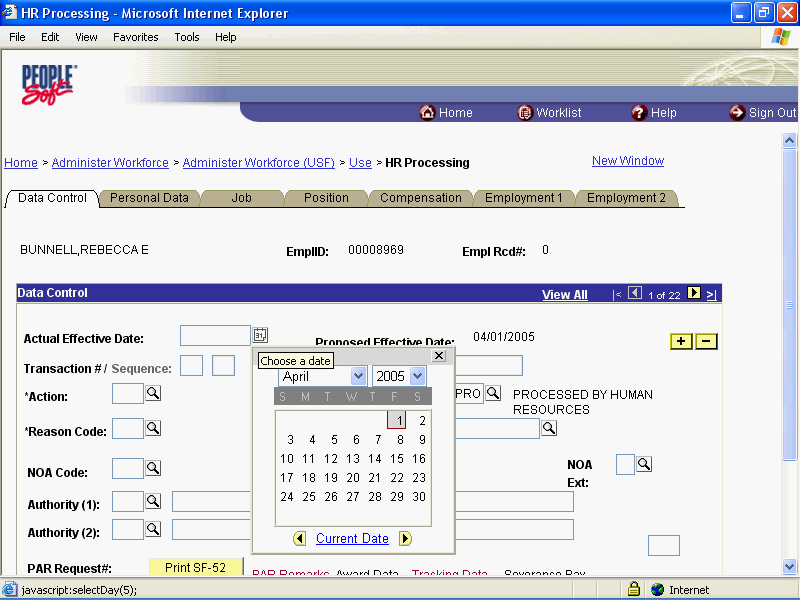 HR Processing - Microsoft Internet Explorer
File Edit View Favorites Tools Help
PEOPLE
Soft
Home Worklist Help Sign Out
Home > Administer Workforce > Administer Workforce (USF) > Use > HR Processing New Window
Data Control Personal Data Job Position Compensation Employment 1 Employment 2
BUNNELL,REBECCA E EmplID: 00008969 Empl Rcd#: 0
Data Control View All |< 1 of 22 >|
Actual Effective Date: 31 Proposed Effective Date: 04/01/2005 + −
Choose a date
Transaction # / Sequence: April 2005
*Action: PRO PROCESSED BY HUMAN
RESOURCES
S M T W T F S
1 2
3 4 5 6 7 8 9
10 11 12 13 14 15 16
17 18 19 20 21 22 23
24 25 26 27 28 29 30
Current Date
*Reason Code:
NOA Code: NOA
Ext:
Authority (1):
Authority (2):
PAR Request#: Print SF-52 PAR Remarks Award Data Tracking Data Severance Pay
javascript:selectDay(5); Internet